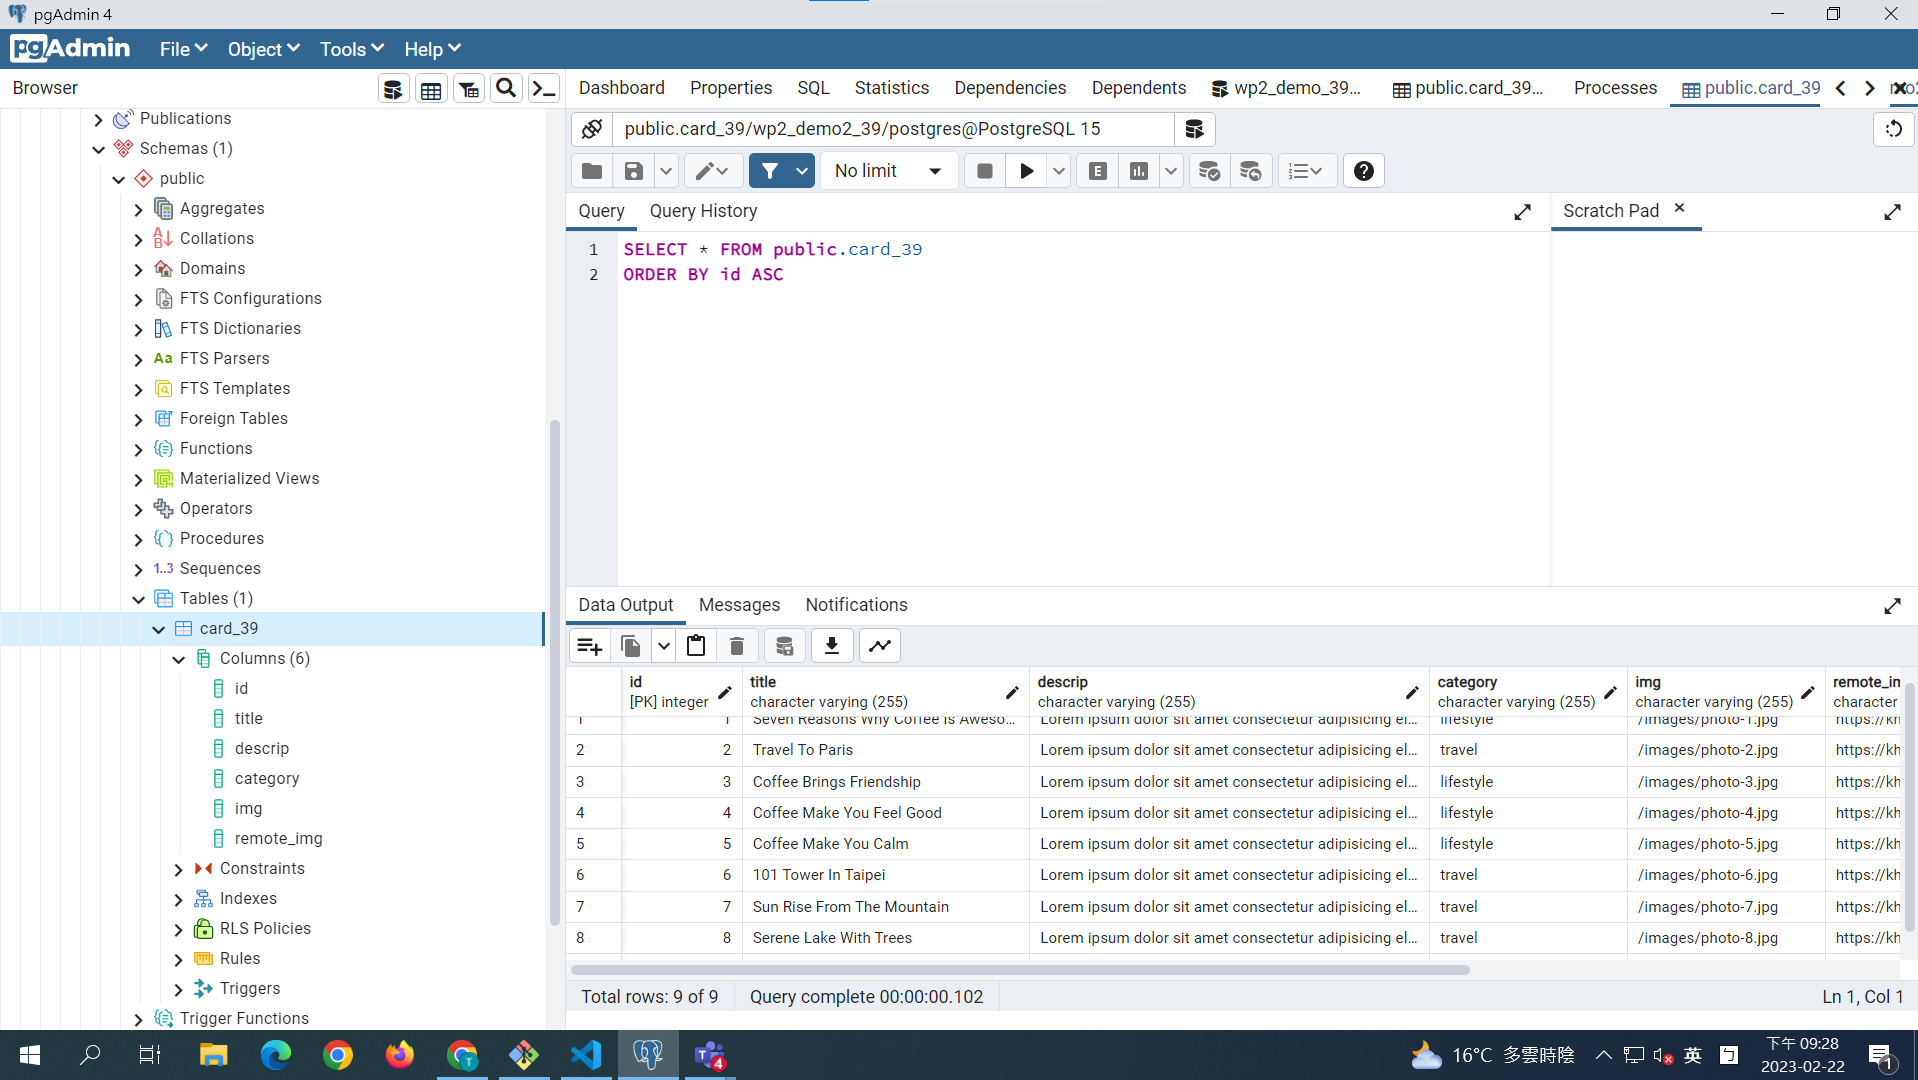 pgAdmin 4
pgAdmin File Object Tools Help
Browser
Dashboard Properties SQL Statistics Dependencies Dependents wp2_demo_39... public.card_39... Processes public.card_39
public.card_39/wp2_demo2_39/postgres@PostgreSQL 15
No limit
E
Query Query History
Scratch Pad
1 SELECT * FROM public.card_39
2 ORDER BY id ASC
Publications
Schemas (1)
public
Aggregates
Collations
Domains
FTS Configurations
FTS Dictionaries
Aa FTS Parsers
FTS Templates
Foreign Tables
Functions
Materialized Views
Operators
Procedures
1..3 Sequences
Tables (1)
card_39
Columns (6)
id
title
descrip
category
img
remote_img
Constraints
Indexes
RLS Policies
Rules
Triggers
Trigger Functions
Data Output Messages Notifications
id title descrip category img remote_in
[PK] integer character varying (255) character varying (255) character varying (255) character varying (255) character
1 1 Seven Reasons Why Coffee Is Aweso... Lorem ipsum dolor sit amet consectetur adipisicing el... lifestyle /images/photo-1.jpg https://kh
2 2 Travel To Paris Lorem ipsum dolor sit amet consectetur adipisicing el... travel /images/photo-2.jpg https://kh
3 3 Coffee Brings Friendship Lorem ipsum dolor sit amet consectetur adipisicing el... lifestyle /images/photo-3.jpg https://kh
4 4 Coffee Make You Feel Good Lorem ipsum dolor sit amet consectetur adipisicing el... lifestyle /images/photo-4.jpg https://kh
5 5 Coffee Make You Calm Lorem ipsum dolor sit amet consectetur adipisicing el... lifestyle /images/photo-5.jpg https://kh
6 6 101 Tower In Taipei Lorem ipsum dolor sit amet consectetur adipisicing el... travel /images/photo-6.jpg https://kh
7 7 Sun Rise From The Mountain Lorem ipsum dolor sit amet consectetur adipisicing el... travel /images/photo-7.jpg https://kh
8 8 Serene Lake With Trees Lorem ipsum dolor sit amet consectetur adipisicing el... travel /images/photo-8.jpg https://kh
Total rows: 9 of 9 Query complete 00:00:00.102 Ln 1, Col 1
T
4
16°C 多雲時陰
英
下午 09:28
2023-02-22
1